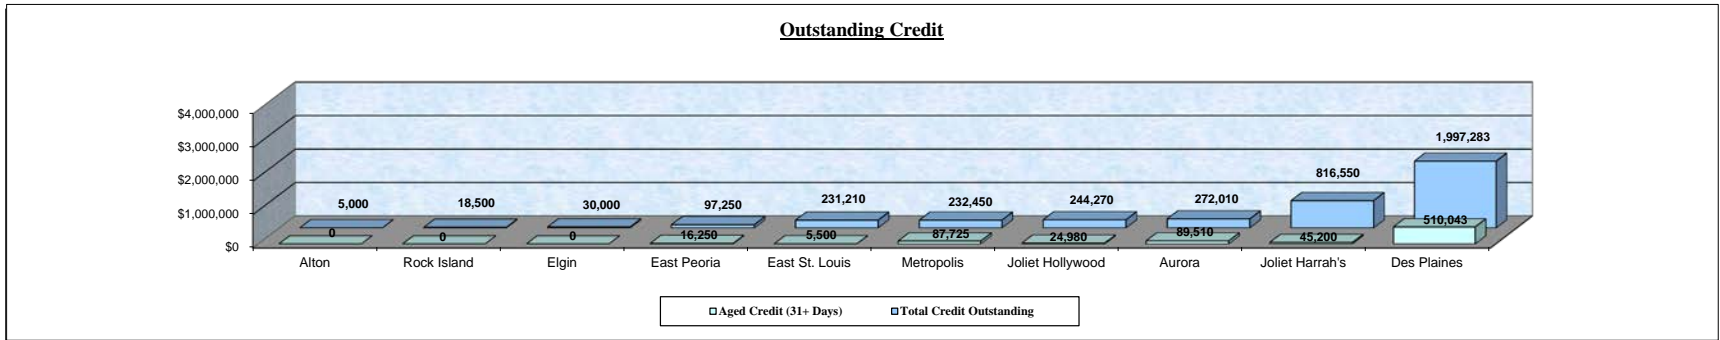 Outstanding Credit
$4,000,000
$3,000,000
$2,000,000
$1,000,000
$0
5,000 18,500 30,000 97,250 231,210 232,450 244,270 272,010 816,550 1,997,283
0 0 0 16,250 5,500 87,725 24,980 89,510 45,200 510,043
Alton Rock Island Elgin East Peoria East St. Louis Metropolis Joliet Hollywood Aurora Joliet Harrah's Des Plaines
Aged Credit (31+ Days) Total Credit Outstanding